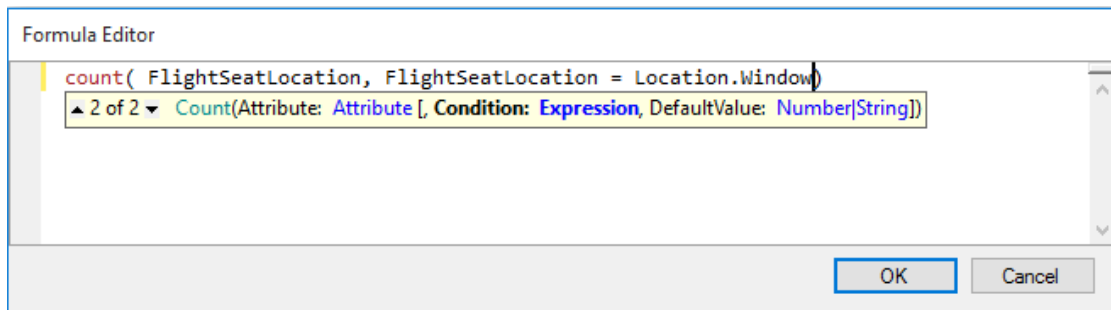 Formula Editor
count( FlightSeatLocation, FlightSeatLocation = Location.Window)
▲ 2 of 2 ▼ Count(Attribute: Attribute [, Condition: Expression, DefaultValue: Number|String])
OK Cancel